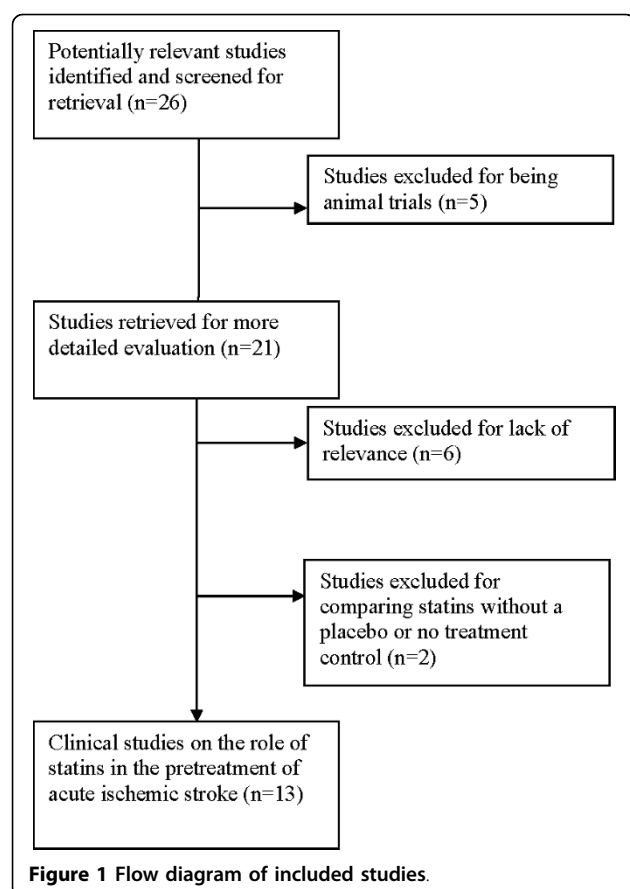 Potentially relevant studies
identified and screened for
retrieval (n=26)
Studies excluded for being
animal trials (n=5)
Studies retrieved for more
detailed evaluation (n=21)
Studies excluded for lack of
relevance (n=6)
Studies excluded for
comparing statins without a
placebo or no treatment
control (n=2)
Clinical studies on the role of
statins in the pretreatment of
acute ischemic stroke (n=13)
Figure 1 Flow diagram of included studies.